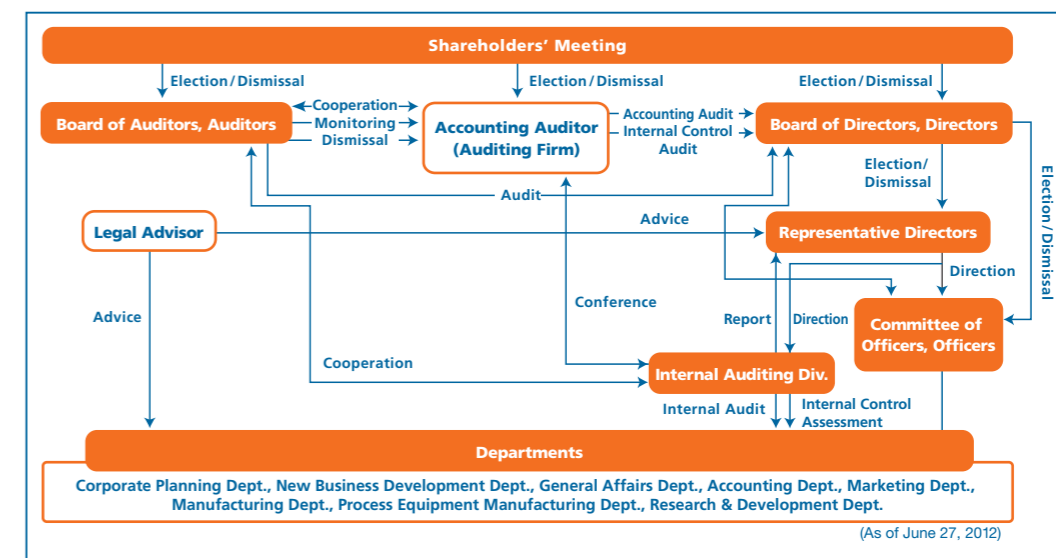 Shareholders' Meeting
Election/Dismissal
Election/Dismissal
Election/Dismissal
Board of Auditors, Auditors
Cooperation
Monitoring
Dismissal
Accounting Auditor
(Auditing Firm)
Accounting Audit
Internal Control
Audit
Board of Directors, Directors
Election/
Dismissal
Election/Dismissal
Audit
Legal Advisor
Advice
Representative Directors
Advice
Conference
Report
Direction
Direction
Committee of
Officers, Officers
Cooperation
Internal Auditing Div.
Internal Audit
Internal Control
Assessment
Departments
Corporate Planning Dept., New Business Development Dept., General Affairs Dept., Accounting Dept., Marketing Dept.,
Manufacturing Dept., Process Equipment Manufacturing Dept., Research & Development Dept.
(As of June 27, 2012)